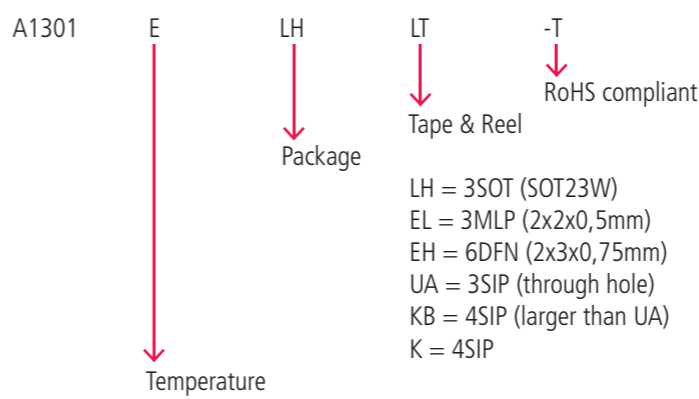 A1301 E LH LT -T
RoHS compliant
Tape & Reel
Package
LH = 3SOT (SOT23W)
EL = 3MLP (2x2x0,5mm)
EH = 6DFN (2x3x0,75mm)
UA = 3SIP (through hole)
KB = 4SIP (larger than UA)
K = 4SIP
Temperature